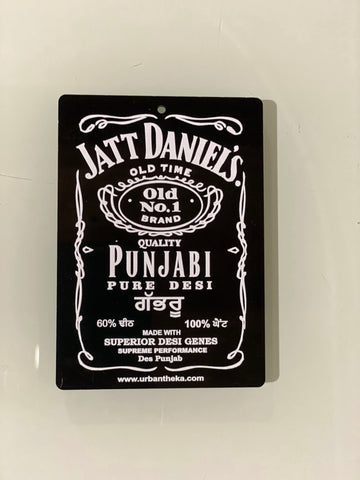 JATT DANIEL'S.
OLD TIME
Old
No.1
BRAND
QUALITY
PUNJABI
PURE DESI
ਗੱਭਰੂ
60% ਢੀਠ 100% ਘੈਂਟ
MADE WITH
SUPERIOR DESI GENES
SUPREME PERFORMANCE
Des Punjab
www.urbantheka.com